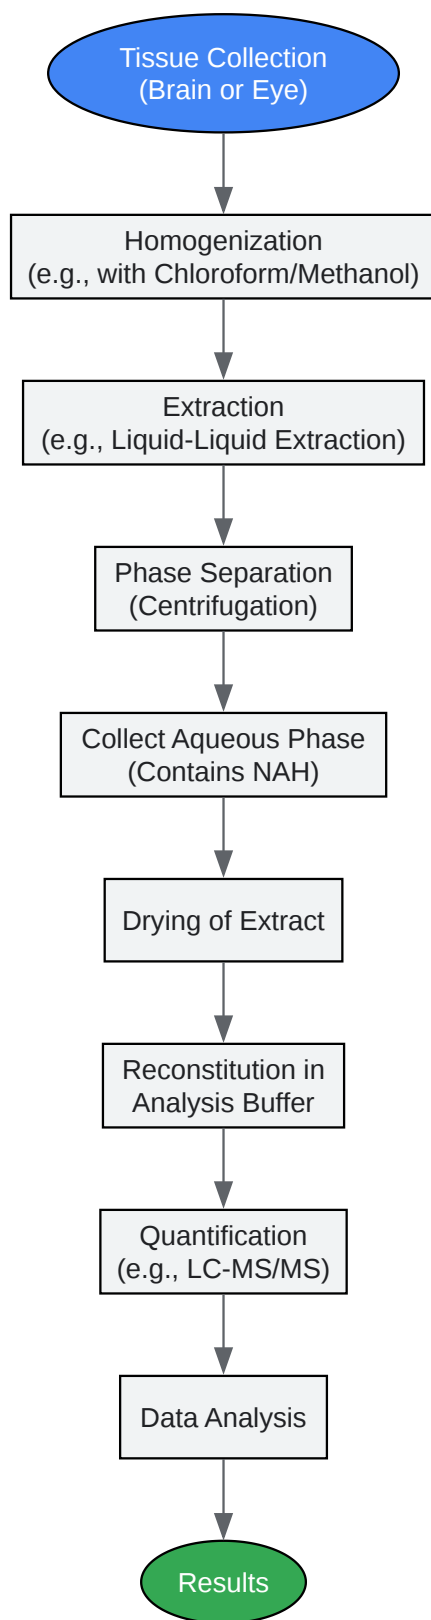 Tissue Collection
(Brain or Eye)
Homogenization
(e.g., with Chloroform/Methanol)
Extraction
(e.g., Liquid-Liquid Extraction)
Phase Separation
(Centrifugation)
Collect Aqueous Phase
(Contains NAH)
Drying of Extract
Reconstitution in
Analysis Buffer
Quantification
(e.g., LC-MS/MS)
Data Analysis
Results